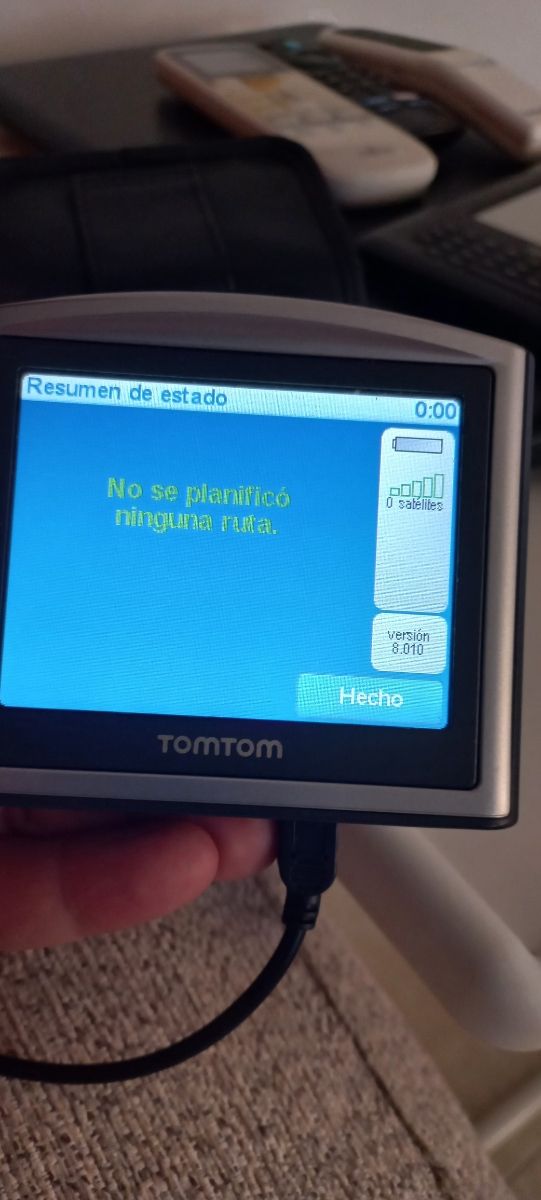 Resumen de estado
0:00
No se planificó
ninguna ruta.
0 satélites
versión
8.010
Hecho
TOMTOM